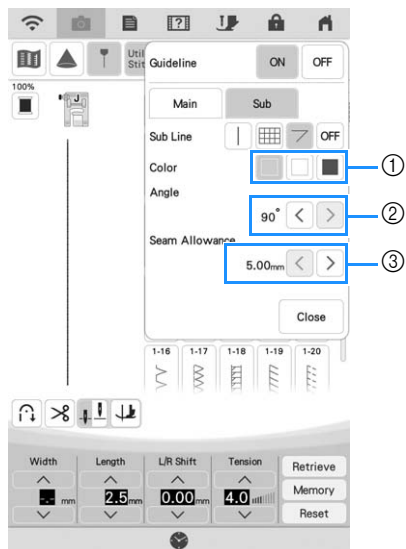 Util
Stit
Guideline ON OFF
100%
J
Main Sub
Sub Line OFF
Color ①
Angle
90° ②
Seam Allowance
5.00mm ③
Close
1-16 1-17 1-18 1-19 1-20
Width Length L/R Shift Tension
-.- mm 2.5mm 0.00mm 4.0
Retrieve
Memory
Reset